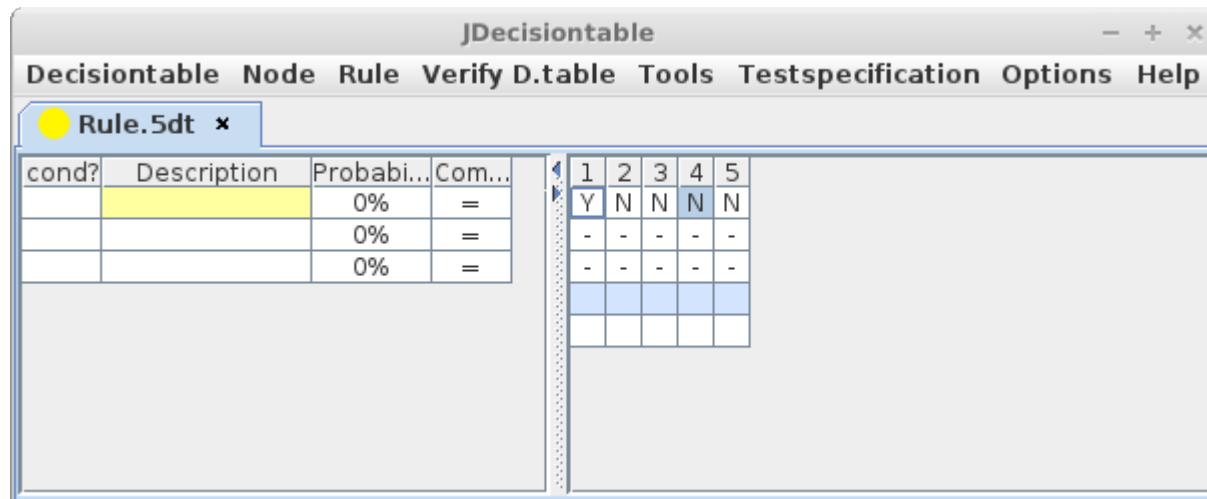 JDecisiontable
Decisiontable Node Rule Verify D.table Tools Testspecification Options Help
Rule.5dt
cond? Description Probabi... Com... 1 2 3 4 5
0% = Y N N N N
0% = - - - - -
0% = - - - - -